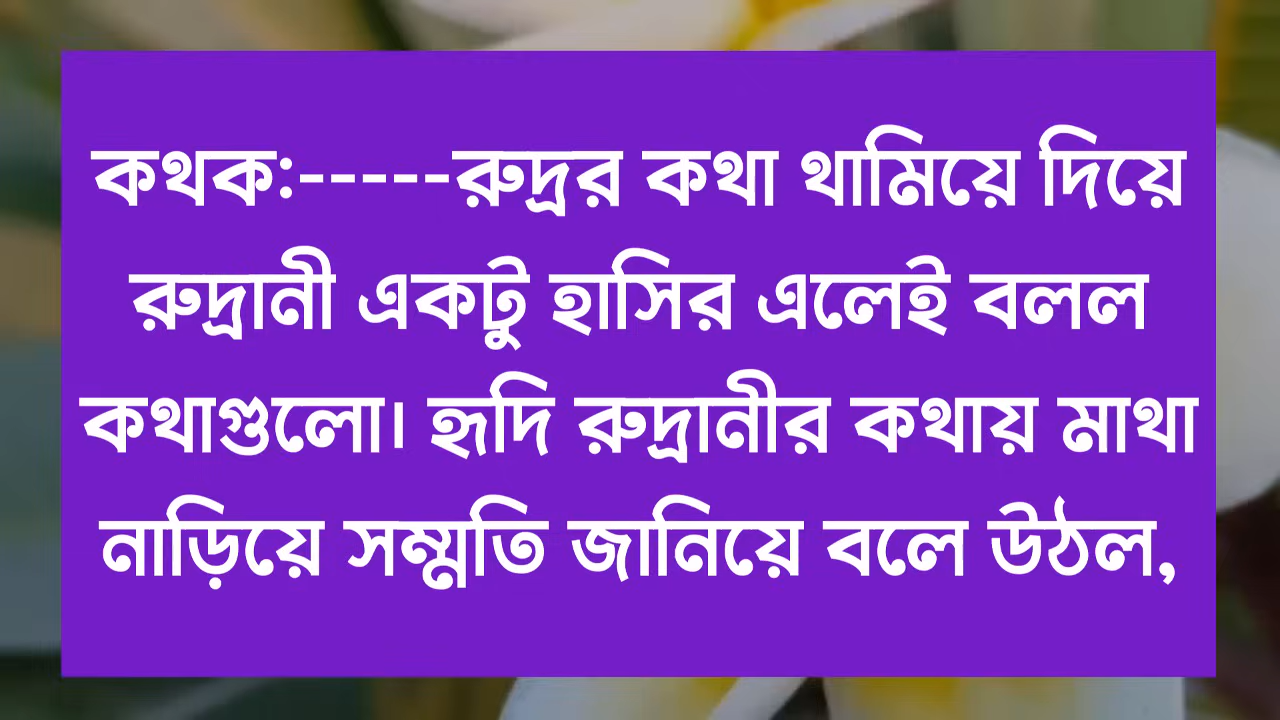 কথক:-----রুদ্রর কথা থামিয়ে দিয়ে
রুদ্রানী একটু হাসির এলেই বলল
কথাগুলো। হৃদি রুদ্রানীর কথায় মাথা
নাড়িয়ে সম্মতি জানিয়ে বলে উঠল,